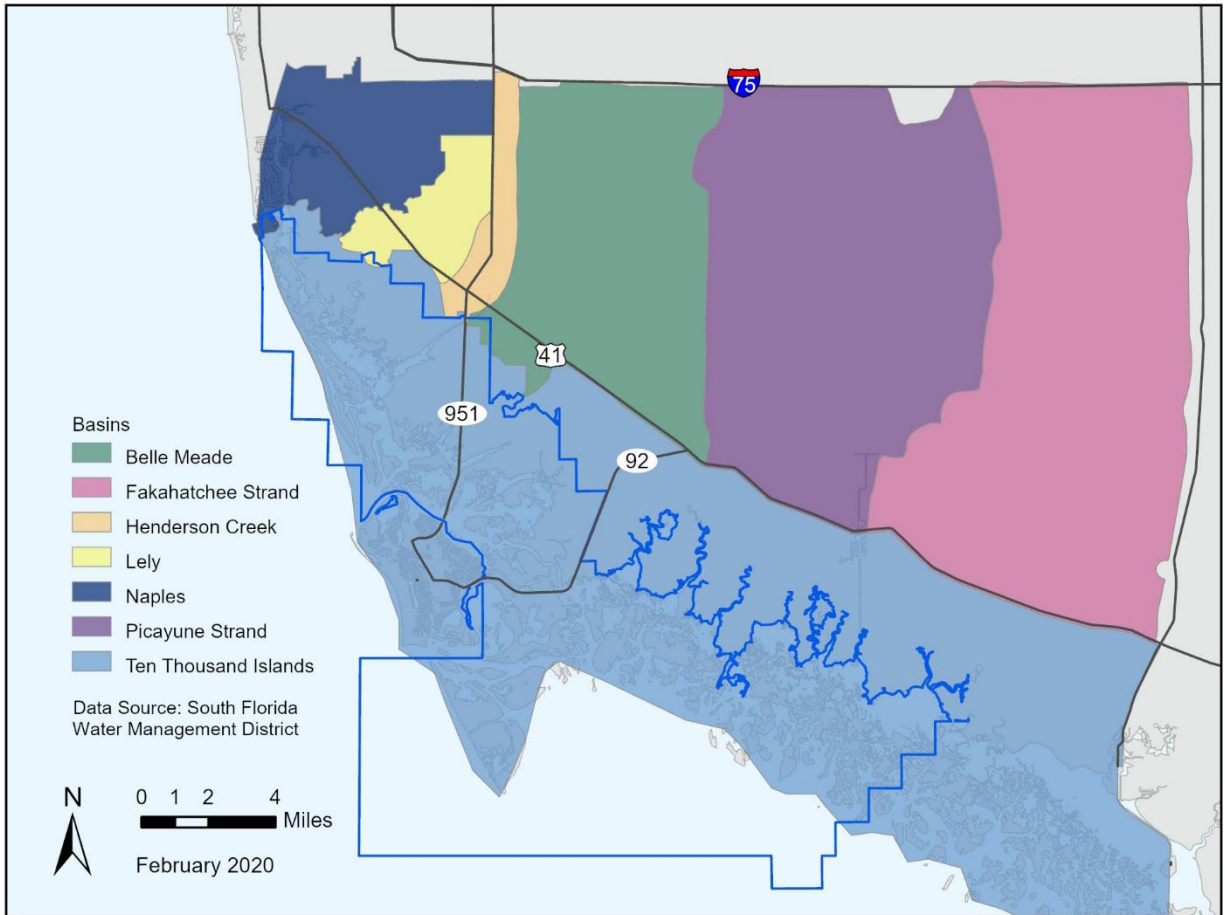 75
41
951
92
Basins
Belle Meade
Fakahatchee Strand
Henderson Creek
Lely
Naples
Picayune Strand
Ten Thousand Islands
Data Source: South Florida
Water Management District
N
0 1 2 4
Miles
February 2020